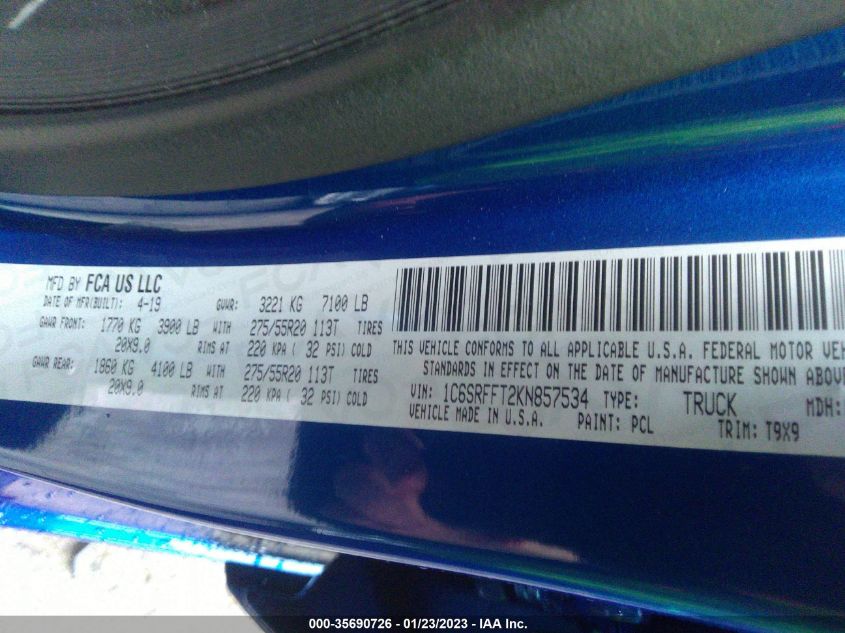 MFD BY FCA US LLC
DATE OF MFR(BUILT): 4-19 GVWR: 3221 KG 7100 LB
GAWR FRONT: 1770 KG 3900 LB WITH 275/55R20 113T TIRES
20X9.0 RIMS AT 220 KPA ( 32 PSI) COLD
GAWR REAR: 1860 KG 4100 LB WITH 275/55R20 113T TIRES
20X9.0 RIMS AT 220 KPA ( 32 PSI) COLD
THIS VEHICLE CONFORMS TO ALL APPLICABLE U.S.A. FEDERAL MOTOR VEH
STANDARDS IN EFFECT ON THE DATE OF MANUFACTURE SHOWN ABOVE
VIN: 1C6SRFFT2KN857534 TYPE: TRUCK MDH:
VEHICLE MADE IN U.S.A. PAINT: PCL TRIM: T9X9
000-35690726 - 01/23/2023 - IAA Inc.